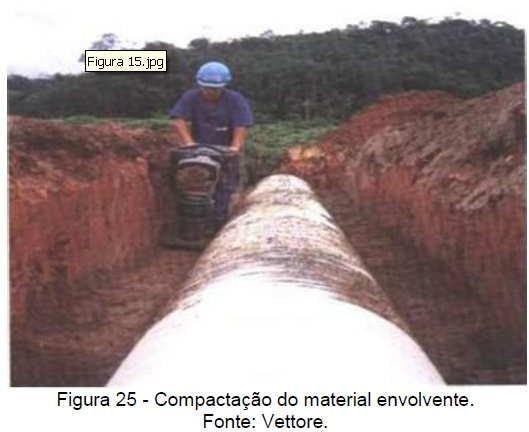 Figura 15.jpg
Figura 25 - Compactação do material envolvente.
Fonte: Vettore.